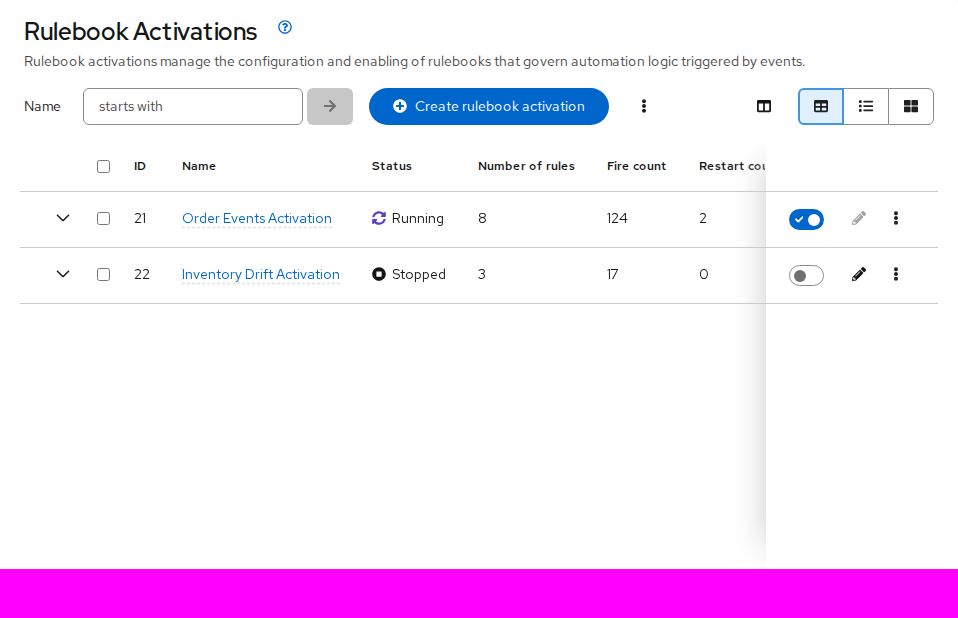 Rulebook Activations
Rulebook activations manage the configuration and enabling of rulebooks that govern automation logic triggered by events.
Name starts with Create rulebook activation
ID Name Status Number of rules Fire count Restart
21 Order Events Activation Running 8 124 2
22 Inventory Drift Activation Stopped 3 17 0